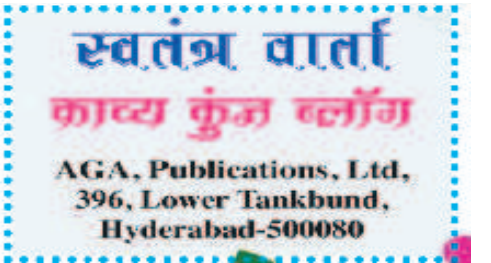 स्वतंत्र वार्ता
काव्य कुंज ब्लॉग
AGA, Publications, Ltd,
396, Lower Tankbund,
Hyderabad-500080